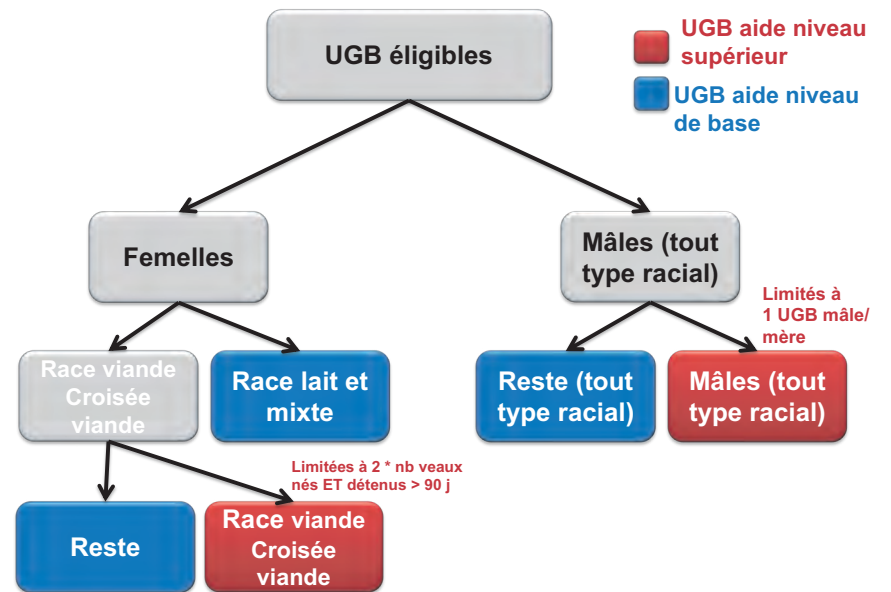 UGB éligibles
UGB aide niveau
supérieur
UGB aide niveau
de base
Femelles
Mâles (tout
type racial)
Limités à
1 UGB mâle/
mère
Race viande
Croisée
viande
Race lait et
mixte
Reste (tout
type racial)
Mâles (tout
type racial)
Limitées à 2 * nb veaux
nés ET détenus > 90 j
Reste
Race viande
Croisée
viande